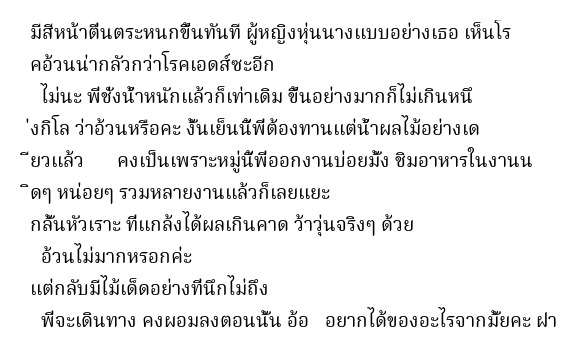 มีสีหน้าตื่นตระหนกขึ้นทันที ผู้หญิงหุ่นนางแบบอย่างเธอ เห็นโร
คอ้วนน่ากลัวกว่าโรคเอดส์ซะอีก
ไม่นะ พี่ชั่งน้ำหนักแล้วก็เท่าเดิม ขึ้นอย่างมากก็ไม่เกินหนึ
่งกิโล ว่าอ้วนหรือคะ งั้นเย็นนี้พี่ต้องทานแต่น้ำผลไม้อย่างเด
ียวแล้ว คงเป็นเพราะหมู่นี้พี่ออกงานบ่อยมั้ง ชิมอาหารในงานน
ิดๆ หน่อยๆ รวมหลายงานแล้วก็เลยแยะ
กลั้นหัวเราะ ที่แกล้งได้ผลเกินคาด ว้าวุ่นจริงๆ ด้วย
อ้วนไม่มากหรอกค่ะ
แต่กลับมีไม้เด็ดอย่างที่นึกไม่ถึง
พี่จะเดินทาง คงผอมลงตอนนั้น อ้อ อยากได้ของอะไรจากมั้ยคะ ฝา